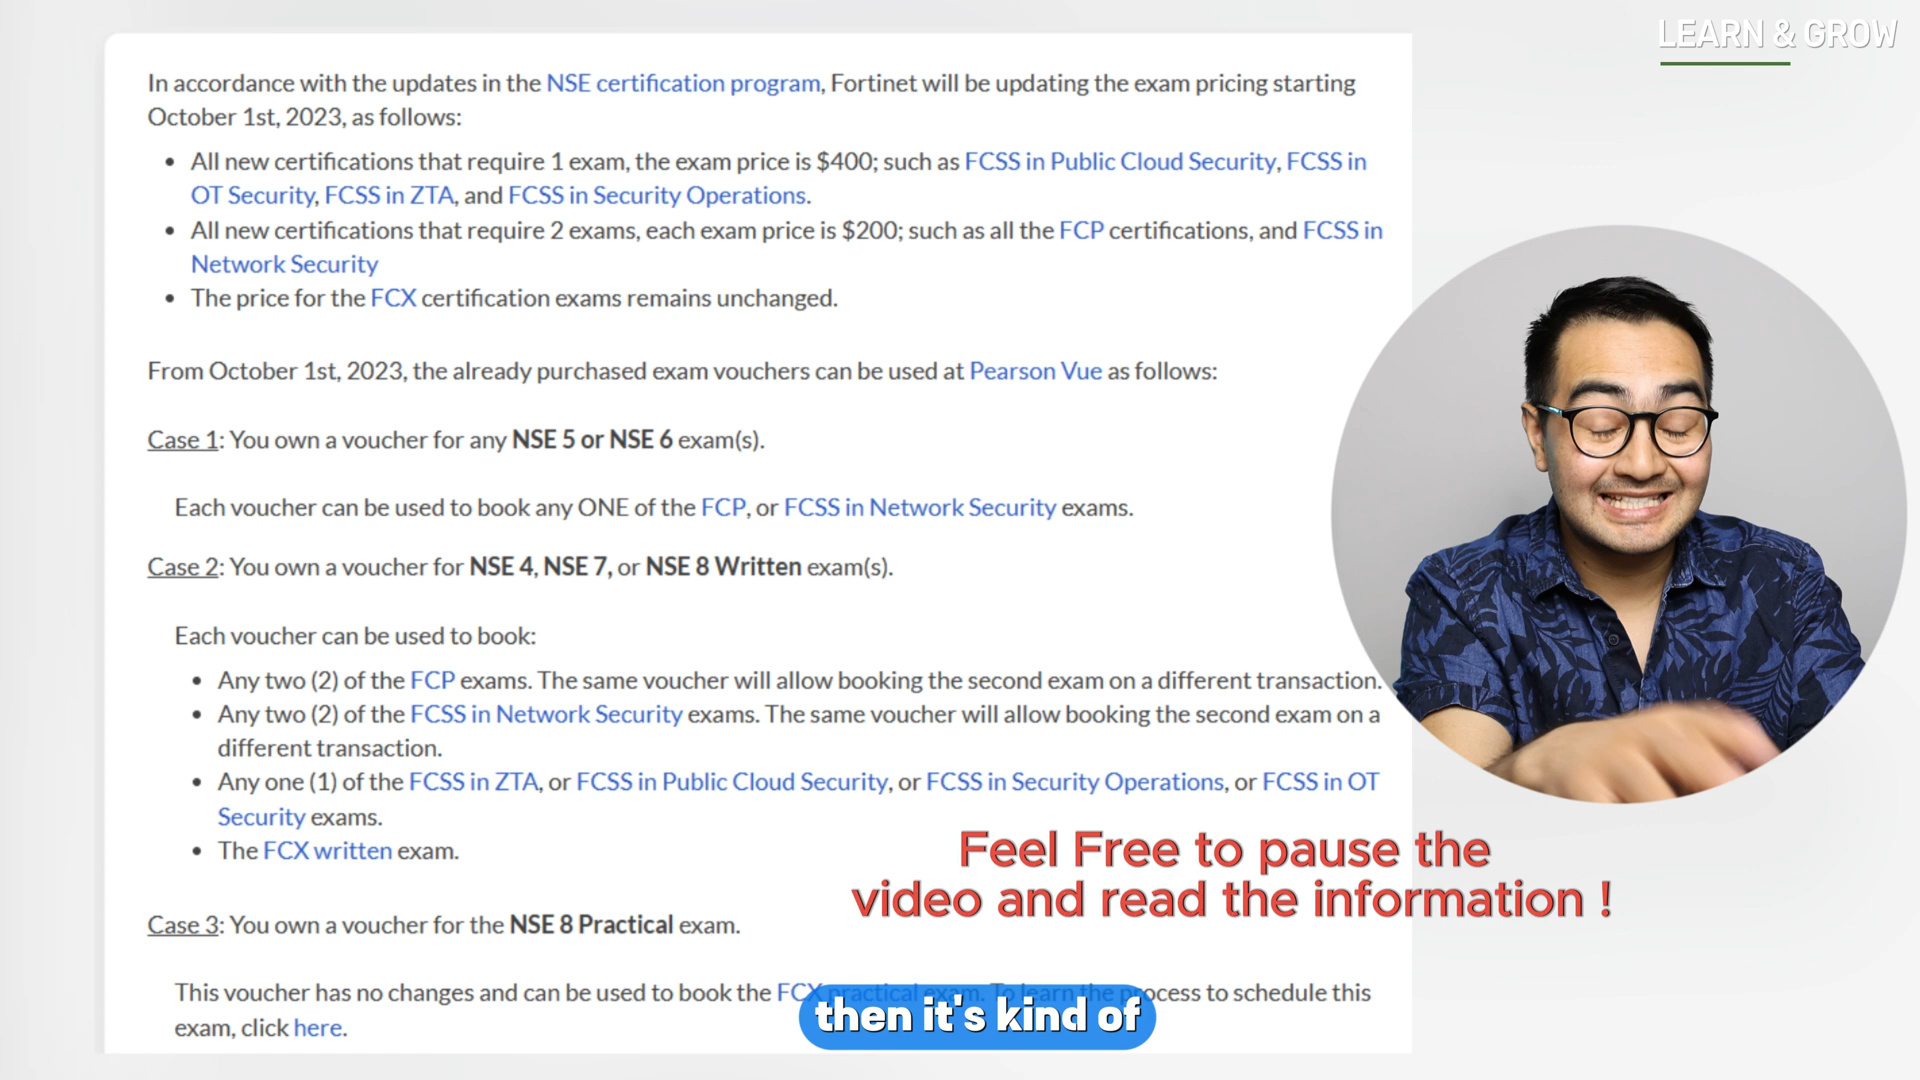 LEARN & GROW
In accordance with the updates in the NSE certification program, Fortinet will be updating the exam pricing starting
October 1st, 2023, as follows:
• All new certifications that require 1 exam, the exam price is $400; such as FCSS in Public Cloud Security, FCSS in
OT Security, FCSS in ZTA, and FCSS in Security Operations.
• All new certifications that require 2 exams, each exam price is $200; such as all the FCP certifications, and FCSS in
Network Security
• The price for the FCX certification exams remains unchanged.
From October 1st, 2023, the already purchased exam vouchers can be used at Pearson Vue as follows:
Case 1: You own a voucher for any NSE 5 or NSE 6 exam(s).
Each voucher can be used to book any ONE of the FCP, or FCSS in Network Security exams.
Case 2: You own a voucher for NSE 4, NSE 7, or NSE 8 Written exam(s).
Each voucher can be used to book:
• Any two (2) of the FCP exams. The same voucher will allow booking the second exam on a different transaction.
• Any two (2) of the FCSS in Network Security exams. The same voucher will allow booking the second exam on a
different transaction.
• Any one (1) of the FCSS in ZTA, or FCSS in Public Cloud Security, or FCSS in Security Operations, or FCSS in OT
Security exams.
• The FCX written exam.
Feel Free to pause the
video and read the information !
Case 3: You own a voucher for the NSE 8 Practical exam.
This voucher has no changes and can be used to book the FCX practical exam. To learn the process to schedule this
exam, click here.
then it's kind of